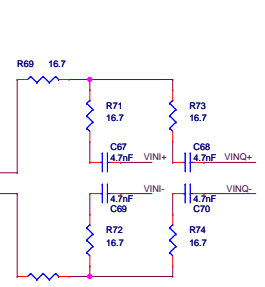 R69 16.7
R71 R73
16.7 16.7
C67 C68
4.7nF VINI+ 4.7nF VINQ+
VINI- VINQ-
4.7nF 4.7nF
C69 C70
R72 R74
16.7 16.7